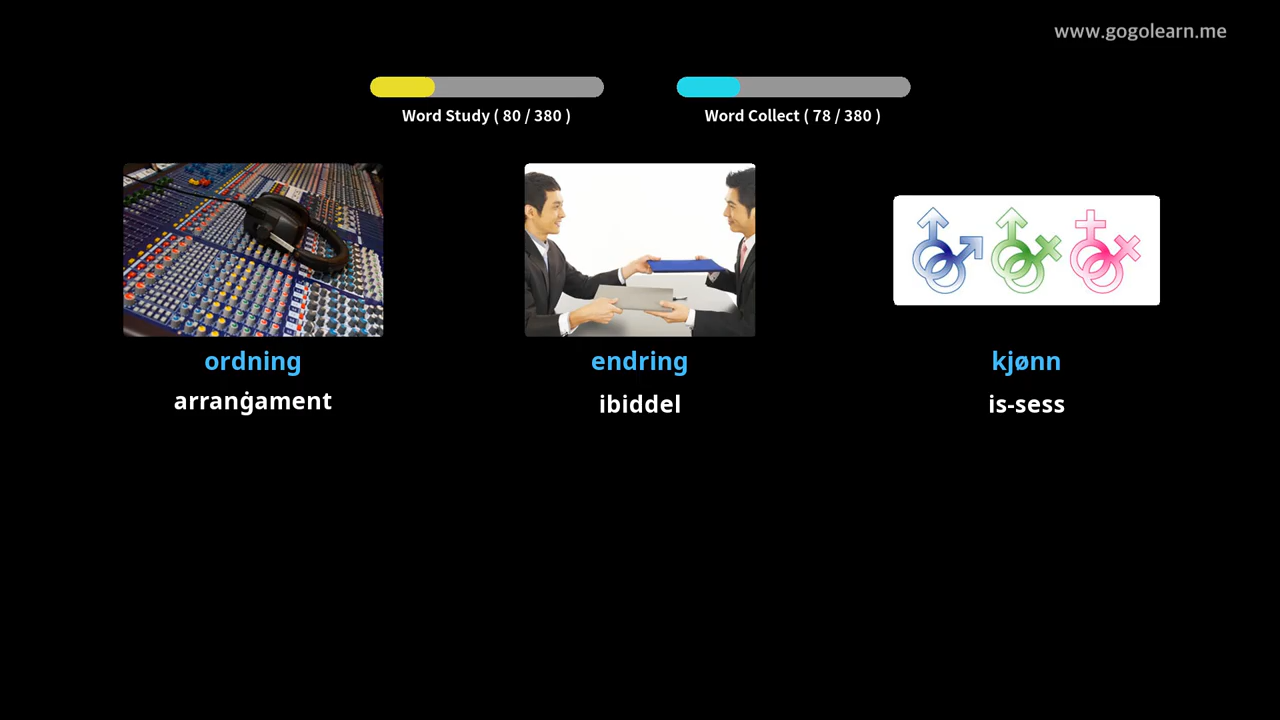 www.gogolearn.me
Word Study ( 80 / 380 )
Word Collect ( 78 / 380 )
ordning
endring
kjønn
arranġament
ibiddel
is-sess